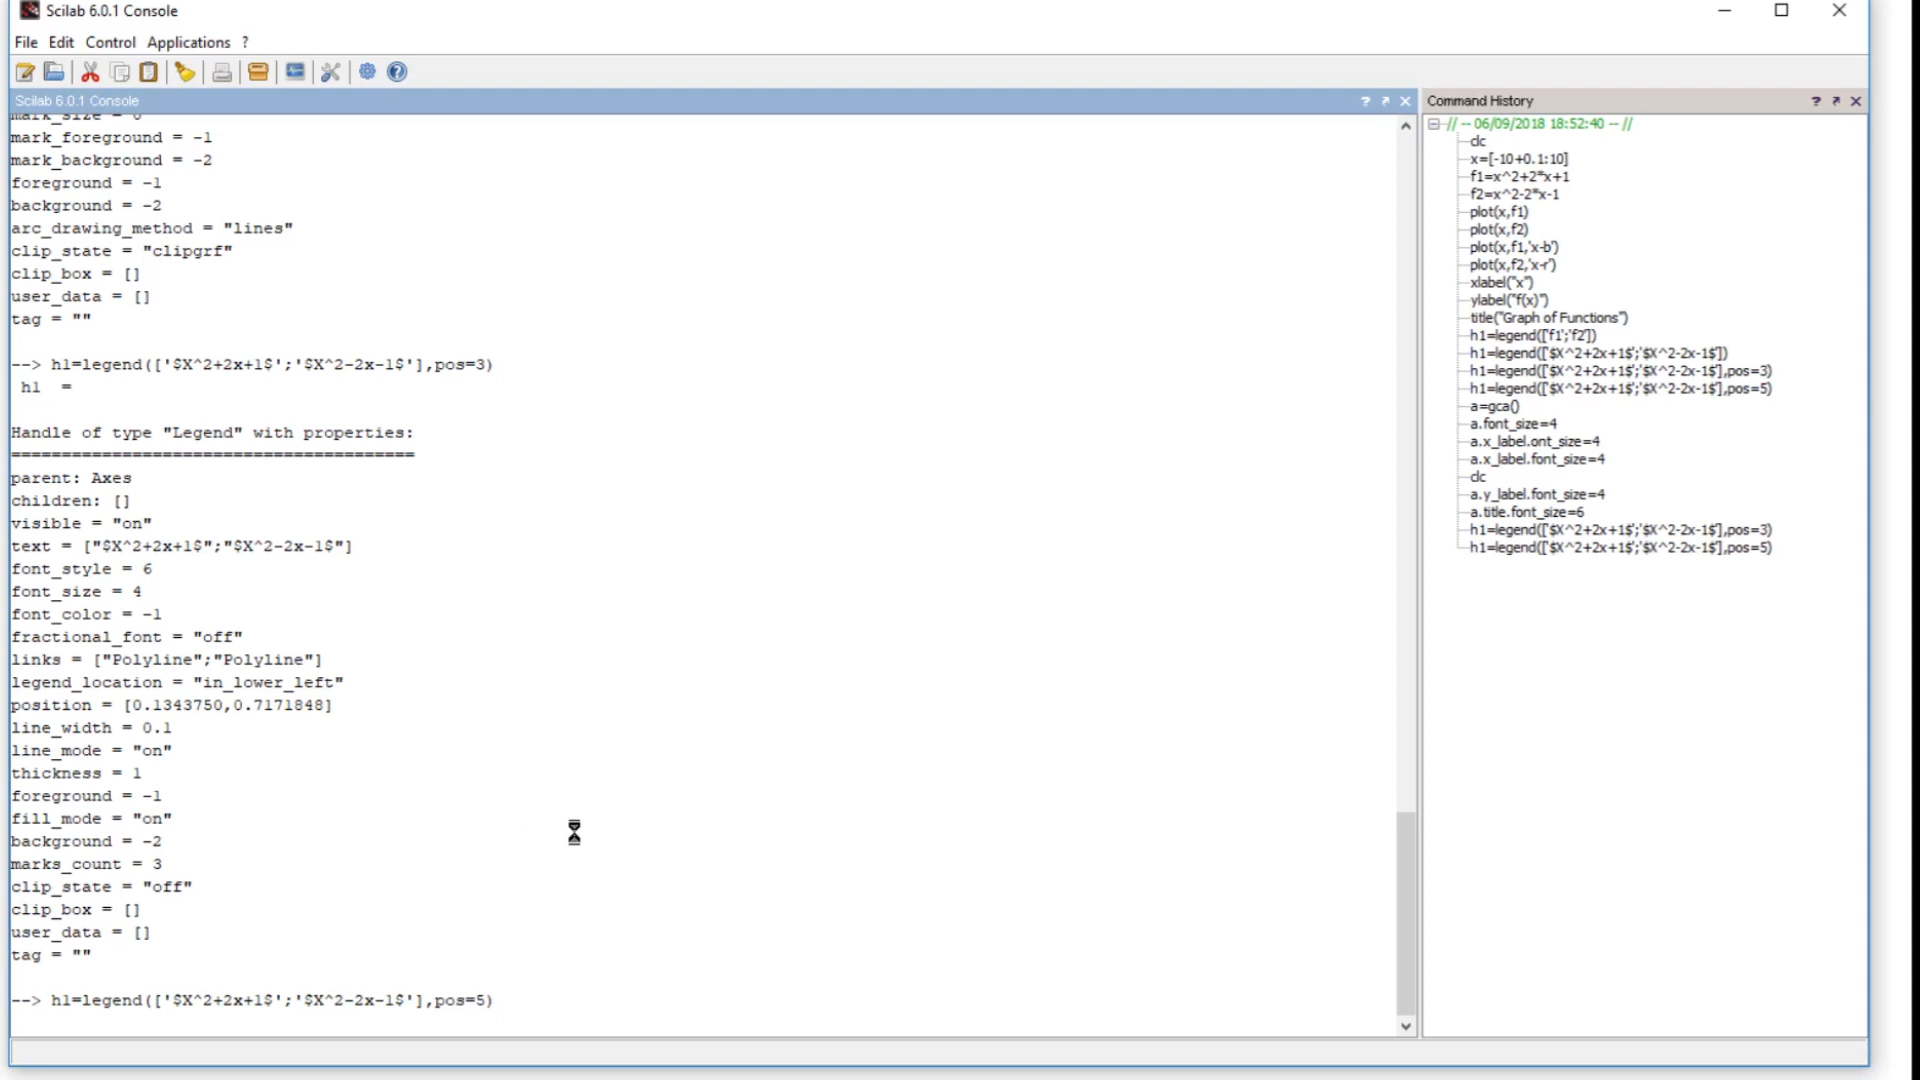 Scilab 6.0.1 Console
File Edit Control Applications ?
Scilab 6.0.1 Console
mark_size = 0
mark_foreground = -1
mark_background = -2
foreground = -1
background = -2
arc_drawing_method = "lines"
clip_state = "clipgrf"
clip_box = []
user_data = []
tag = ""
--> h1=legend(['$X^2+2x+1$';'$X^2-2x-1$'],pos=3)
h1 =
Handle of type "Legend" with properties:
========================================
parent: Axes
children: []
visible = "on"
text = ["$X^2+2x+1$";"$X^2-2x-1$"]
font_style = 6
font_size = 4
font_color = -1
fractional_font = "off"
links = ["Polyline";"Polyline"]
legend_location = "in_lower_left"
position = [0.1343750,0.7171848]
line_width = 0.1
line_mode = "on"
thickness = 1
foreground = -1
fill_mode = "on"
background = -2
marks_count = 3
clip_state = "off"
clip_box = []
user_data = []
tag = ""
--> h1=legend(['$X^2+2x+1$';'$X^2-2x-1$'],pos=5)
Command History
// -- 06/09/2018 18:52:40 -- //
clc
x=[-10+0.1:10]
f1=x^2+2*x+1
f2=x^2-2*x-1
plot(x,f1)
plot(x,f2)
plot(x,f1,'x-b')
plot(x,f2,'x-r')
xlabel("x")
ylabel("f(x)")
title("Graph of Functions")
h1=legend(['f1';'f2'])
h1=legend(['$X^2+2x+1$';'$X^2-2x-1$'])
h1=legend(['$X^2+2x+1$';'$X^2-2x-1$'],pos=3)
h1=legend(['$X^2+2x+1$';'$X^2-2x-1$'],pos=5)
a=gca()
a.font_size=4
a.x_label.ont_size=4
a.x_label.font_size=4
clc
a.y_label.font_size=4
a.title.font_size=6
h1=legend(['$X^2+2x+1$';'$X^2-2x-1$'],pos=3)
h1=legend(['$X^2+2x+1$';'$X^2-2x-1$'],pos=5)